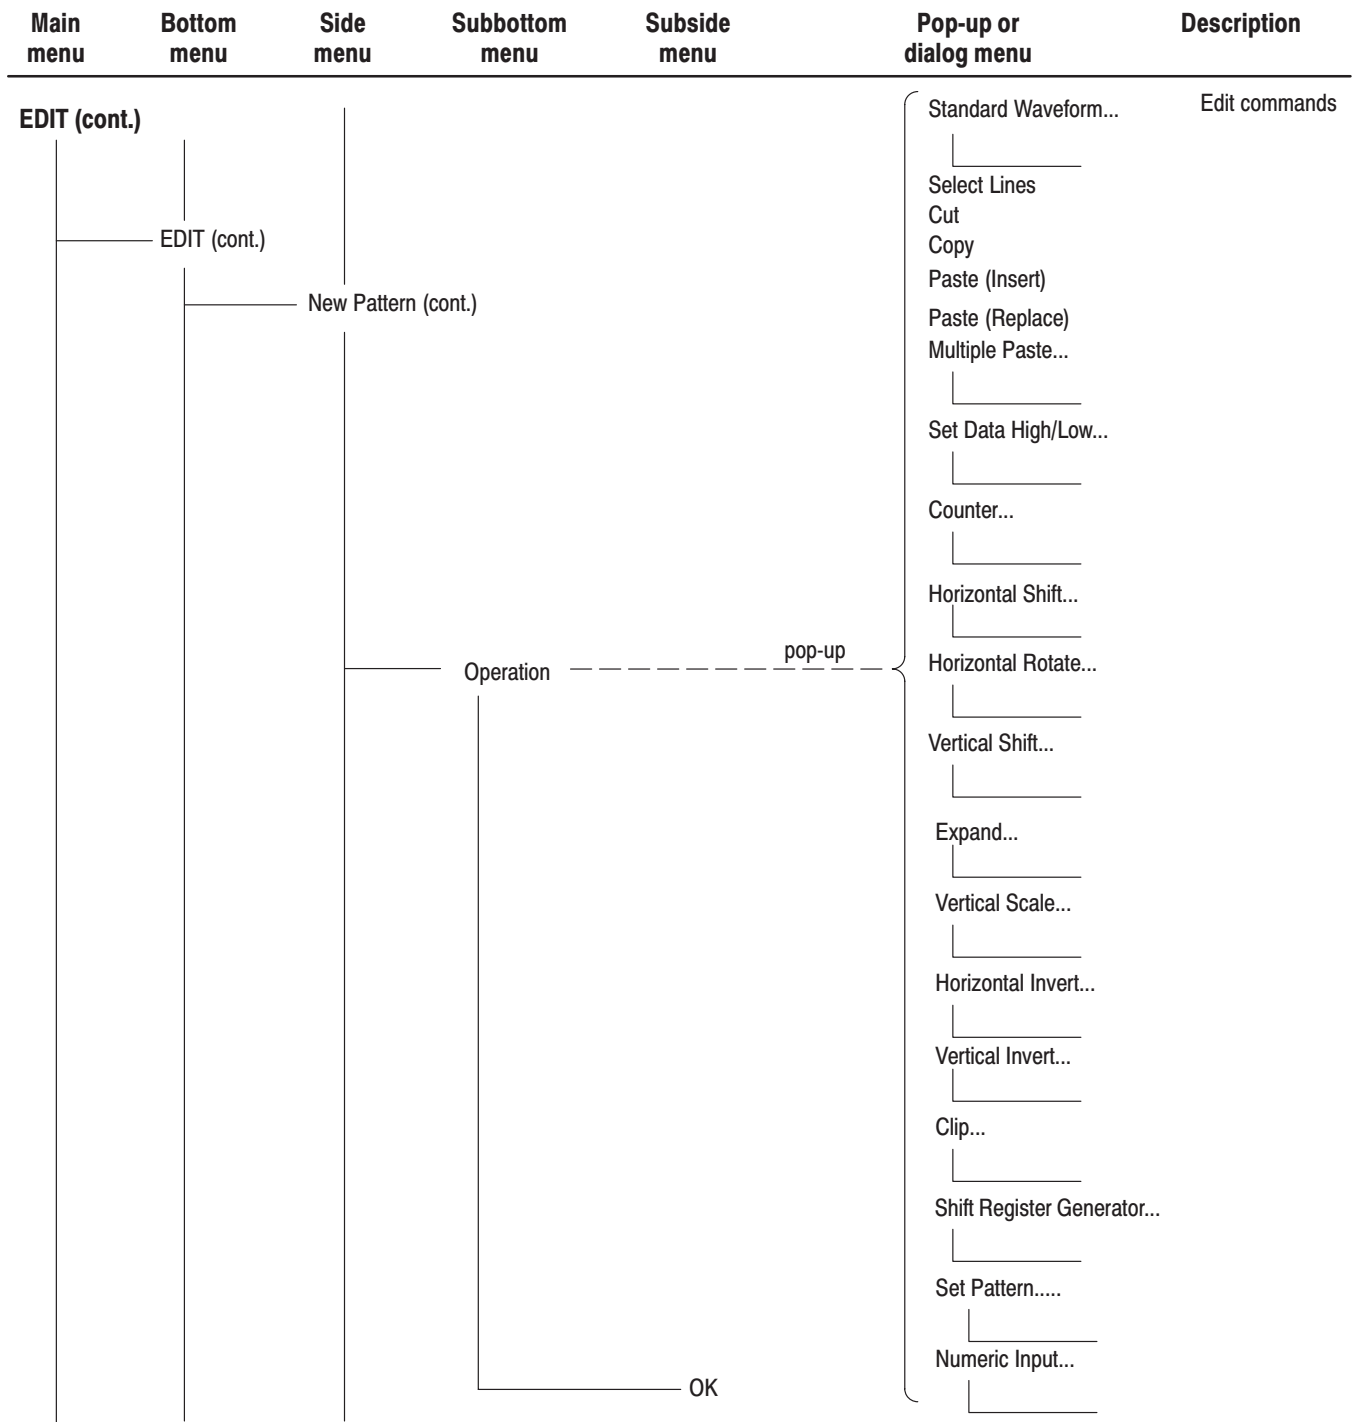 Main menu
Bottom menu
Side menu
Subbottom menu
Subside menu
Pop-up or dialog menu
Description
EDIT (cont.)
Standard Waveform...
Edit commands
Select Lines
Cut
EDIT (cont.)
Copy
Paste (Insert)
New Pattern (cont.)
Paste (Replace)
Multiple Paste...
Set Data High/Low...
Counter...
Horizontal Shift...
Operation
pop-up
Horizontal Rotate...
Vertical Shift...
Expand...
Vertical Scale...
Horizontal Invert...
Vertical Invert...
Clip...
Shift Register Generator...
Set Pattern.....
Numeric Input...
OK